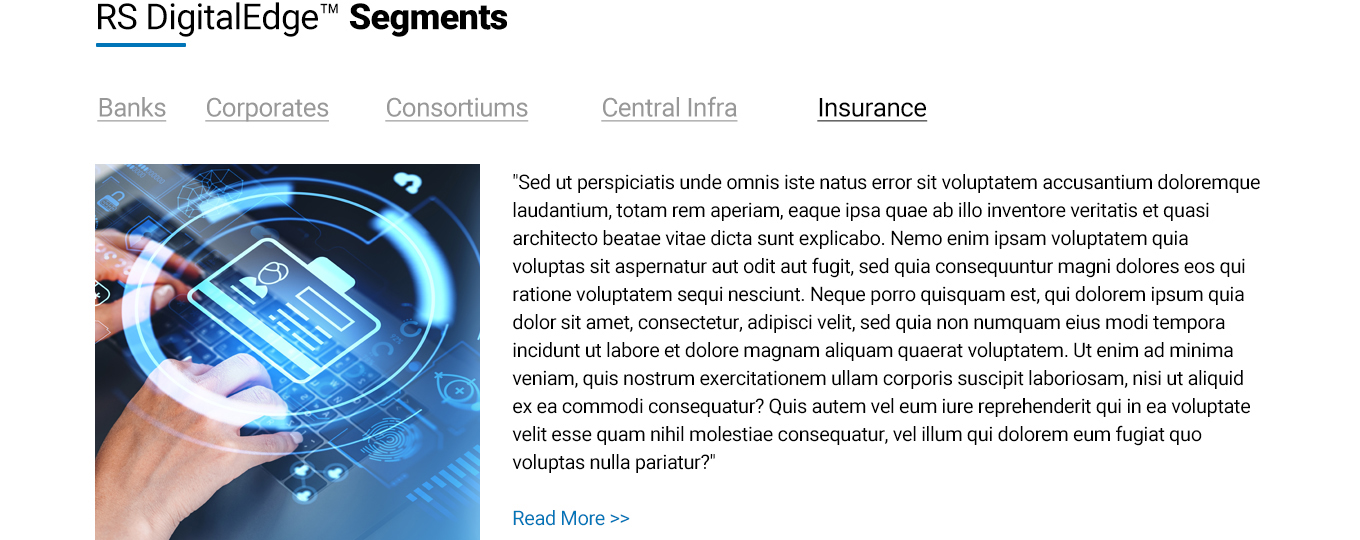 RS DigitalEdge™ Segments
Banks Corporates Consortiums Central Infra Insurance
"Sed ut perspiciatis unde omnis iste natus error sit voluptatem accusantium doloremque
laudantium, totam rem aperiam, eaque ipsa quae ab illo inventore veritatis et quasi
architecto beatae vitae dicta sunt explicabo. Nemo enim ipsam voluptatem quia
voluptas sit aspernatur aut odit aut fugit, sed quia consequuntur magni dolores eos qui
ratione voluptatem sequi nesciunt. Neque porro quisquam est, qui dolorem ipsum quia
dolor sit amet, consectetur, adipisci velit, sed quia non numquam eius modi tempora
incidunt ut labore et dolore magnam aliquam quaerat voluptatem. Ut enim ad minima
veniam, quis nostrum exercitationem ullam corporis suscipit laboriosam, nisi ut aliquid
ex ea commodi consequatur? Quis autem vel eum iure reprehenderit qui in ea voluptate
velit esse quam nihil molestiae consequatur, vel illum qui dolorem eum fugiat quo
voluptas nulla pariatur?"
Read More >>